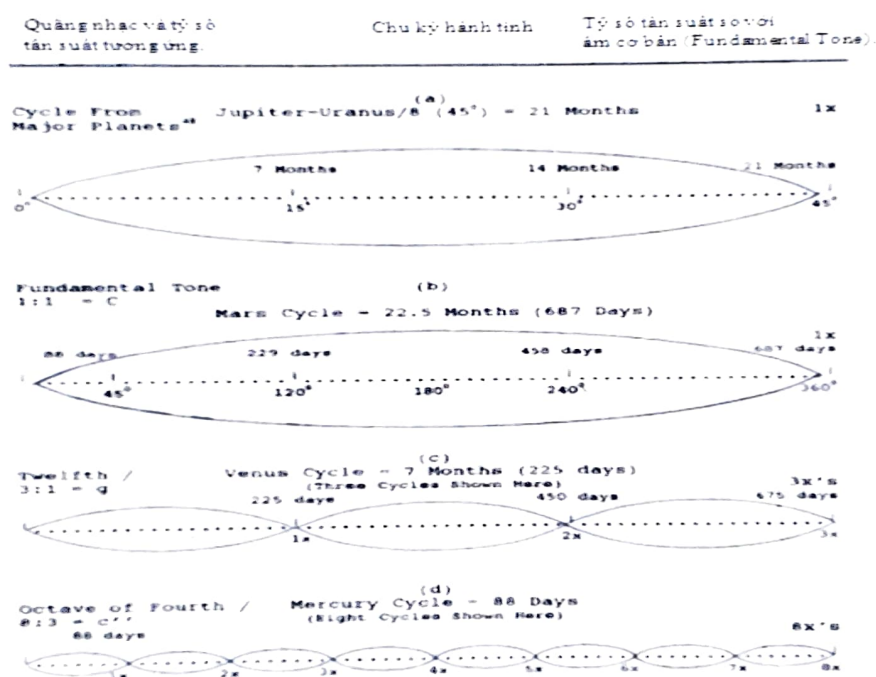 Quãng nhạc và tỷ số
tần suất tương ứng.
Chu kỳ hành tinh
Tỷ số tần suất so với
âm cơ bản (Fundamental Tone).
(a)
Cycle From
Major Planets
Jupiter-Uranus/8 (45°) - 21 Months
1x
7 Months
14 Months
21 Months
0°
15°
30°
45°
Fundamental Tone
1:1 - C
(b)
Mars Cycle - 22.5 Months (687 Days)
1x
88 days
229 days
458 days
687 days
45°
120°
180°
240°
360°
(c)
Twelfth /
3:1 - g
Venus Cycle - 7 Months (225 days)
(Three Cycles Shown Here)
3x's
225 days
450 days
675 days
1x
2x
3x
(d)
Octave of Fourth /
8:3 - c''
Mercury Cycle - 88 Days
(Eight Cycles Shown Here)
8x's
88 days
1x
2x
3x
4x
5x
6x
7x
8x